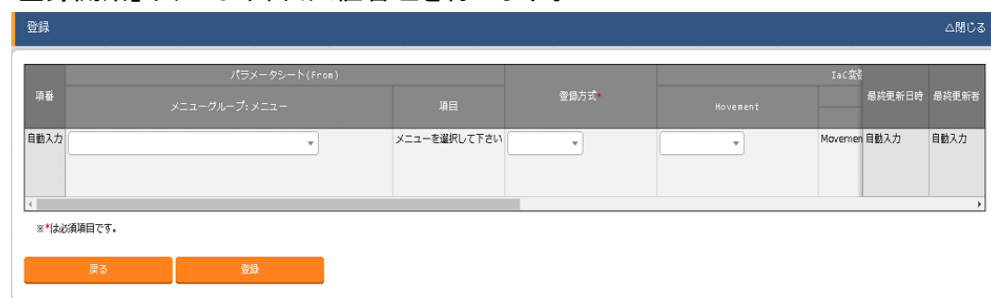 登録
△閉じる
項番
パラメータシート(From)
メニューグループ:メニュー
項目
登録方式*
IaC変
Movement
最終更新日時
最終更新者
自動入力
メニューを選択して下さい
Movemen
自動入力
自動入力
※*は必須項目です。
戻る
登録